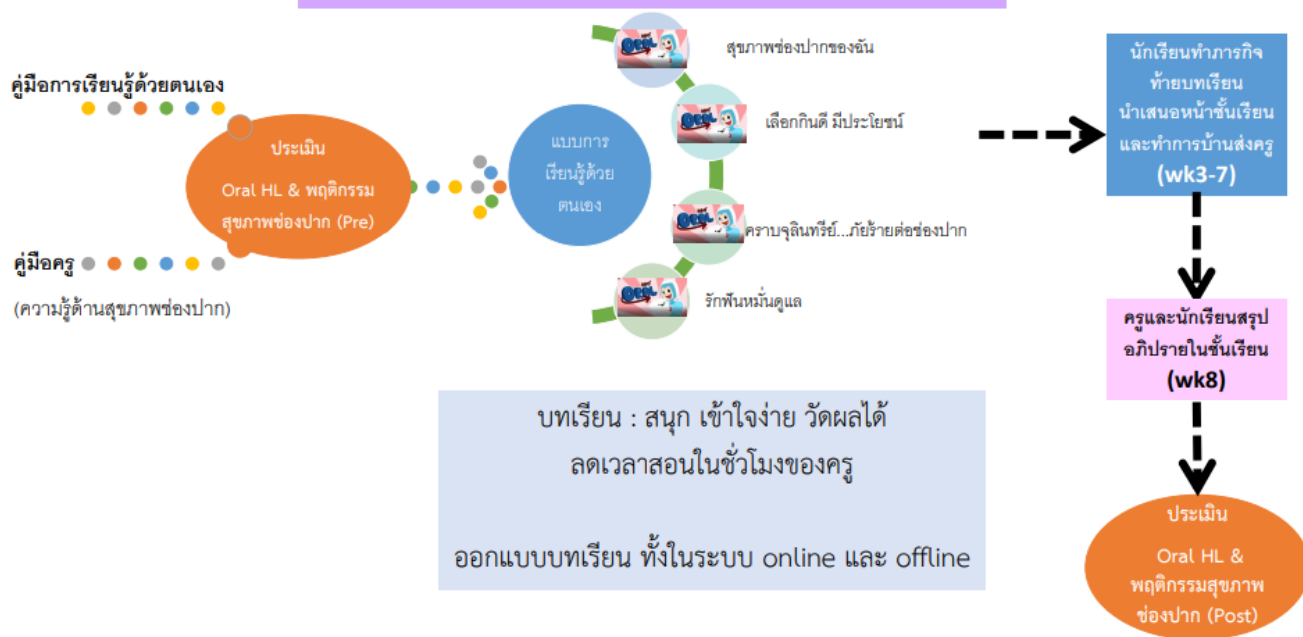 คู่มือการเรียนรู้ด้วยตนเอง
ประเมิน
Oral HL & พฤติกรรม
สุขภาพช่องปาก (Pre)
คู่มือครู
(ความรู้ด้านสุขภาพช่องปาก)
แบบการ
เรียนรู้ด้วย
ตนเอง
สุขภาพช่องปากของฉัน
เลือกกินดี มีประโยชน์
คราบจุลินทรีย์...ภัยร้ายต่อช่องปาก
รักฟันหมั่นดูแล
นักเรียนทำภารกิจ
ท้ายบทเรียน
นำเสนอหน้าชั้นเรียน
และทำการบ้านส่งครู
(wk3-7)
ครูและนักเรียนสรุป
อภิปรายในชั้นเรียน
(wk8)
ประเมิน
Oral HL &
พฤติกรรมสุขภาพ
ช่องปาก (Post)
บทเรียน : สนุก เข้าใจง่าย วัดผลได้
ลดเวลาสอนในชั่วโมงของครู
ออกแบบบทเรียน ทั้งในระบบ online และ offline